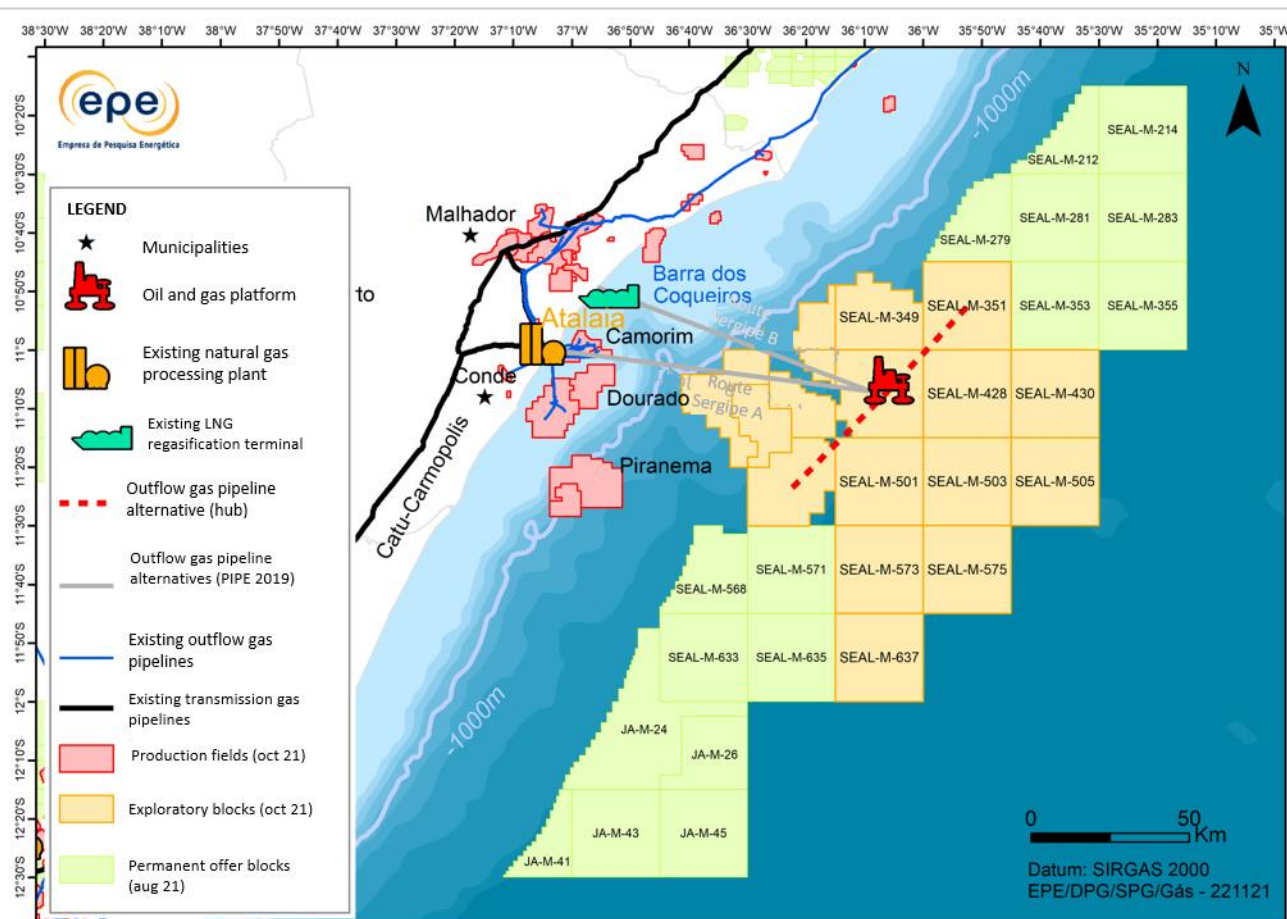 38°30'O
38°20'O
38°10'O
37°50'O
37°40'O
37°30'O
37°20'O
37°10'O
37°0'O
36°50'O
36°40'O
36°30'O
36°20'O
36°10'O
36°0'O
36°O
35°50'O
35°40'O
35°30'O
35°20'O
35°10'O
35°0'O
10°20'S
10°30'S
10°40'S
10°50'S
11°S
11°10'S
11°20'S
11°30'S
11°40'S
11°50'S
12°S
12°10'S
12°20'S
12°30'S
epe
Empresa de Pesquisa Energética
LEGEND
Municipalities
Oil and gas platform
Existing natural gas
processing plant
Existing LNG
regasification terminal
Outflow gas pipeline
alternative (hub)
Outflow gas pipeline
alternatives (PIPE 2019)
Existing outflow gas
pipelines
Existing transmission gas
pipelines
Production fields (oct 21)
Exploratory blocks (oct 21)
Permanent offer blocks
(aug 21)
to
Malhador
Barra dos
Coqueiros
Atalaia
Camorim
Conde
Dourado
Piranema
Catu-Carmopolis
Route
Sergipe B
Route
Sergipe A
-1000m
-1000m
N
SEAL-M-214
SEAL-M-212
SEAL-M-281
SEAL-M-283
SEAL-M-279
SEAL-M-349
SEAL-M-351
SEAL-M-353
SEAL-M-355
SEAL-M-428
SEAL-M-430
SEAL-M-501
SEAL-M-503
SEAL-M-505
SEAL-M-571
SEAL-M-573
SEAL-M-575
SEAL-M-568
SEAL-M-633
SEAL-M-635
SEAL-M-637
JA-M-24
JA-M-26
JA-M-43
JA-M-45
JA-M-41
0 50
Km
Datum: SIRGAS 2000
EPE/DPG/SPG/Gás - 221121